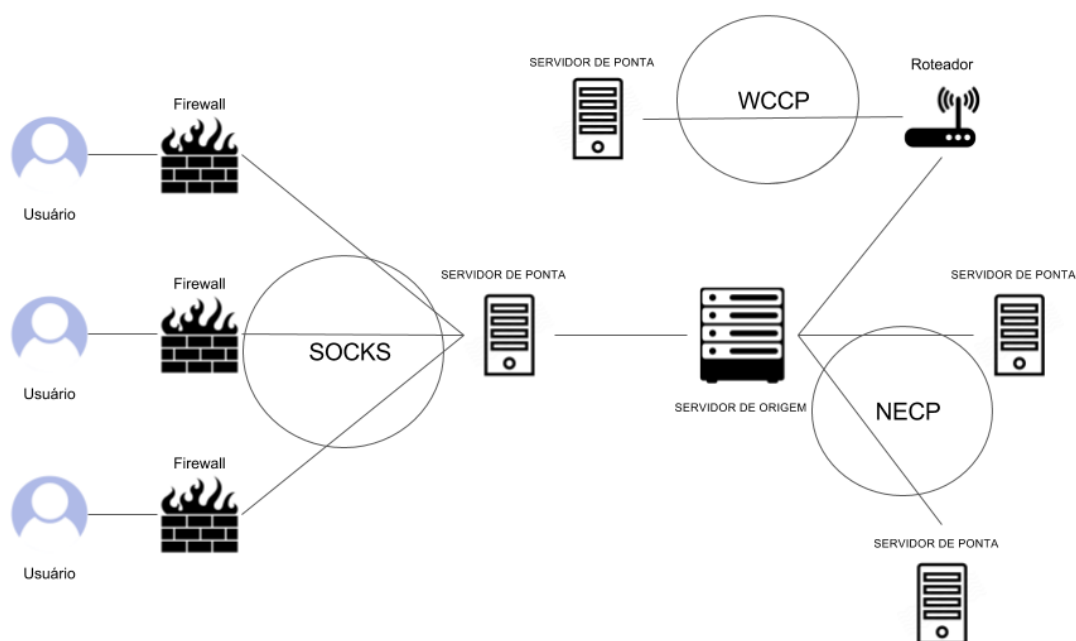 SERVIDOR DE PONTA
Roteador
WCCP
Firewall
Usuário
Firewall
SERVIDOR DE PONTA
SERVIDOR DE PONTA
SOCKS
Usuário
SERVIDOR DE ORIGEM
NECP
Firewall
SERVIDOR DE PONTA
Usuário